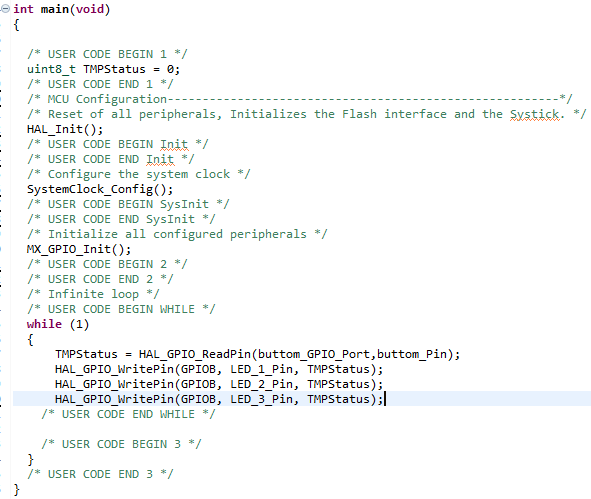 int main(void)
{
/* USER CODE BEGIN 1 */
uint8_t TMPStatus = 0;
/* USER CODE END 1 */
/* MCU Configuration--------------------------------------------------------*/
/* Reset of all peripherals, Initializes the Flash interface and the Systick. */
HAL_Init();
/* USER CODE BEGIN Init */
/* USER CODE END Init */
/* Configure the system clock */
SystemClock_Config();
/* USER CODE BEGIN SysInit */
/* USER CODE END SysInit */
/* Initialize all configured peripherals */
MX_GPIO_Init();
/* USER CODE BEGIN 2 */
/* USER CODE END 2 */
/* Infinite loop */
/* USER CODE BEGIN WHILE */
while (1)
{
TMPStatus = HAL_GPIO_ReadPin(buttom_GPIO_Port,buttom_Pin);
HAL_GPIO_WritePin(GPIOB, LED_1_Pin, TMPStatus);
HAL_GPIO_WritePin(GPIOB, LED_2_Pin, TMPStatus);
HAL_GPIO_WritePin(GPIOB, LED_3_Pin, TMPStatus);
/* USER CODE END WHILE */
/* USER CODE BEGIN 3 */
}
/* USER CODE END 3 */
}